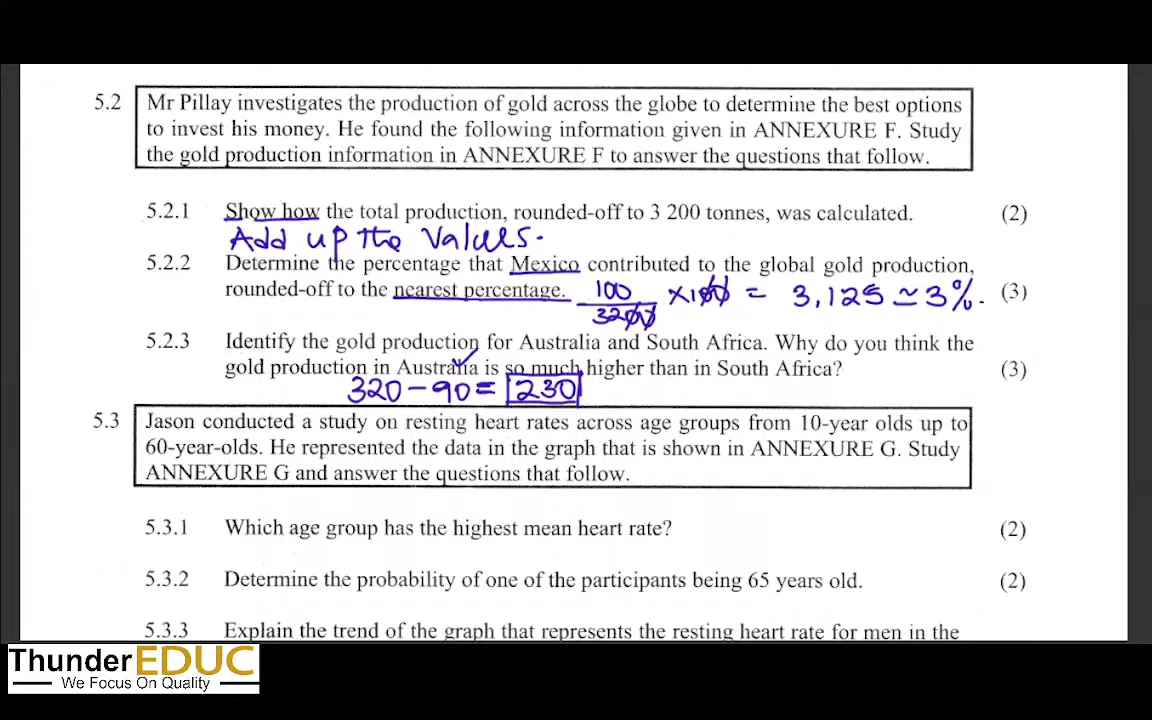 5.2 Mr Pillay investigates the production of gold across the globe to determine the best options
to invest his money. He found the following information given in ANNEXURE F. Study
the gold production information in ANNEXURE F to answer the questions that follow.
5.2.1 Show how the total production, rounded-off to 3 200 tonnes, was calculated. (2)
Add up the values.
5.2.2 Determine the percentage that Mexico contributed to the global gold production,
rounded-off to the nearest percentage. 100/3200 ×100 = 3,125 ≃ 3%. (3)
5.2.3 Identify the gold production for Australia and South Africa. Why do you think the
gold production in Australia is so much higher than in South Africa? (3)
320 - 90 = 230
5.3 Jason conducted a study on resting heart rates across age groups from 10-year olds up to
60-year-olds. He represented the data in the graph that is shown in ANNEXURE G. Study
ANNEXURE G and answer the questions that follow.
5.3.1 Which age group has the highest mean heart rate? (2)
5.3.2 Determine the probability of one of the participants being 65 years old. (2)
5.3.3 Explain the trend of the graph that represents the resting heart rate for men in the
ThunderEDUC
We Focus On Quality